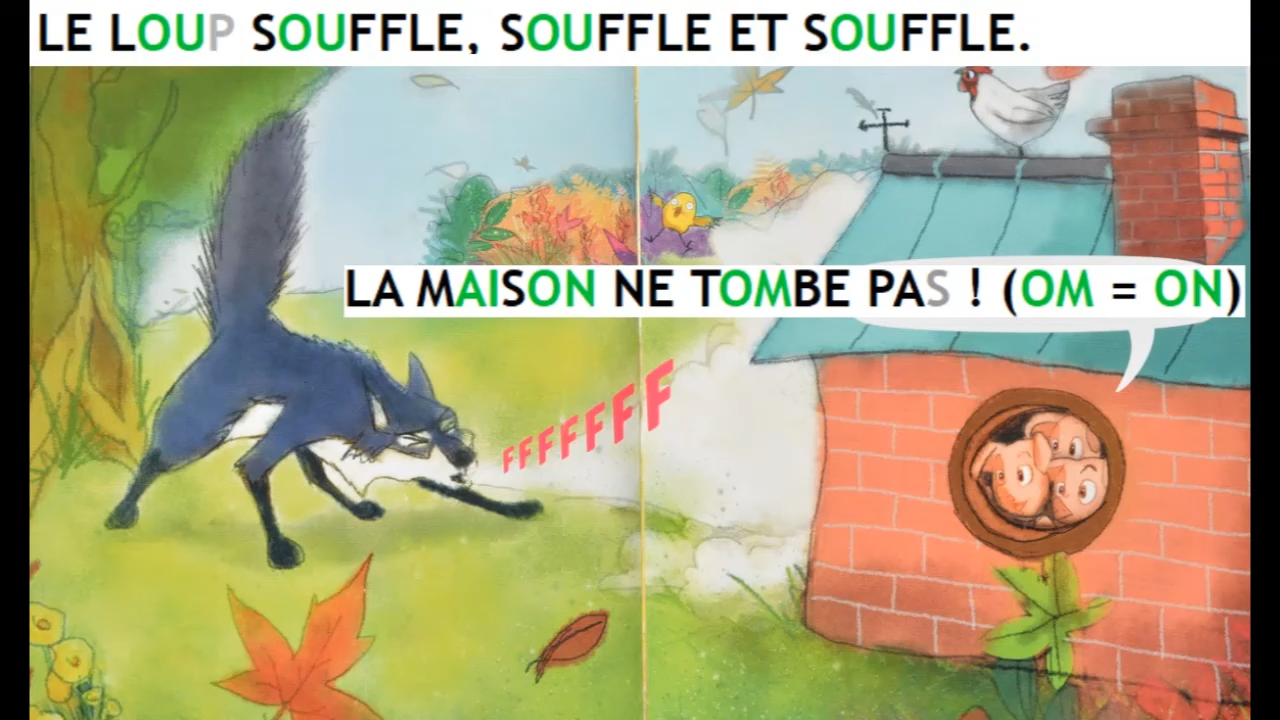 LE LOUP SOUFFLE, SOUFFLE ET SOUFFLE.
LA MAISON NE TOMBE PAS ! (OM = ON)
FFFFFFF